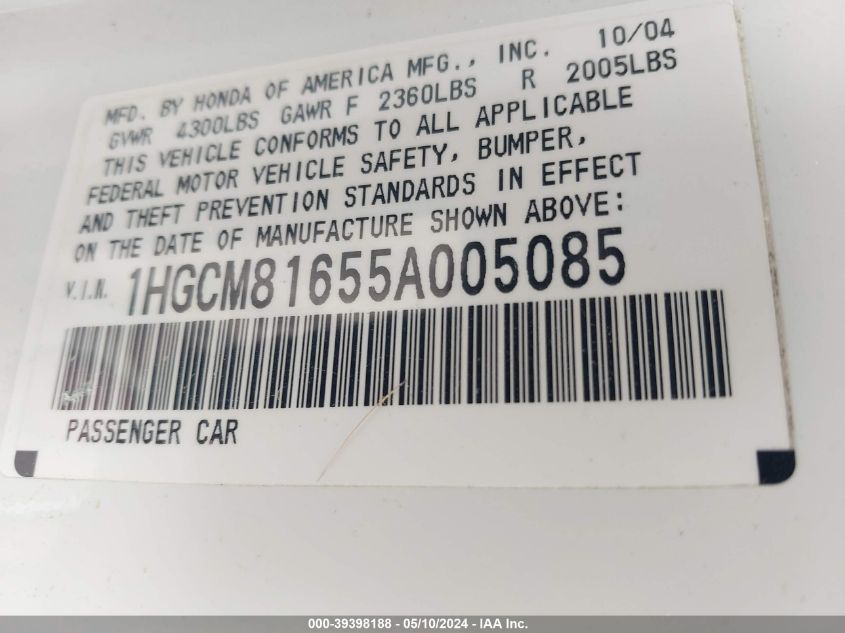 MFD. BY HONDA OF AMERICA MFG., INC. 10/04
GVWR 4300LBS GAWR F 2360LBS R 2005LBS
THIS VEHICLE CONFORMS TO ALL APPLICABLE
FEDERAL MOTOR VEHICLE SAFETY, BUMPER,
AND THEFT PREVENTION STANDARDS IN EFFECT
ON THE DATE OF MANUFACTURE SHOWN ABOVE:
V.I.N. 1HGCM81655A005085
PASSENGER CAR
000-39398188 - 05/10/2024 - IAA Inc.